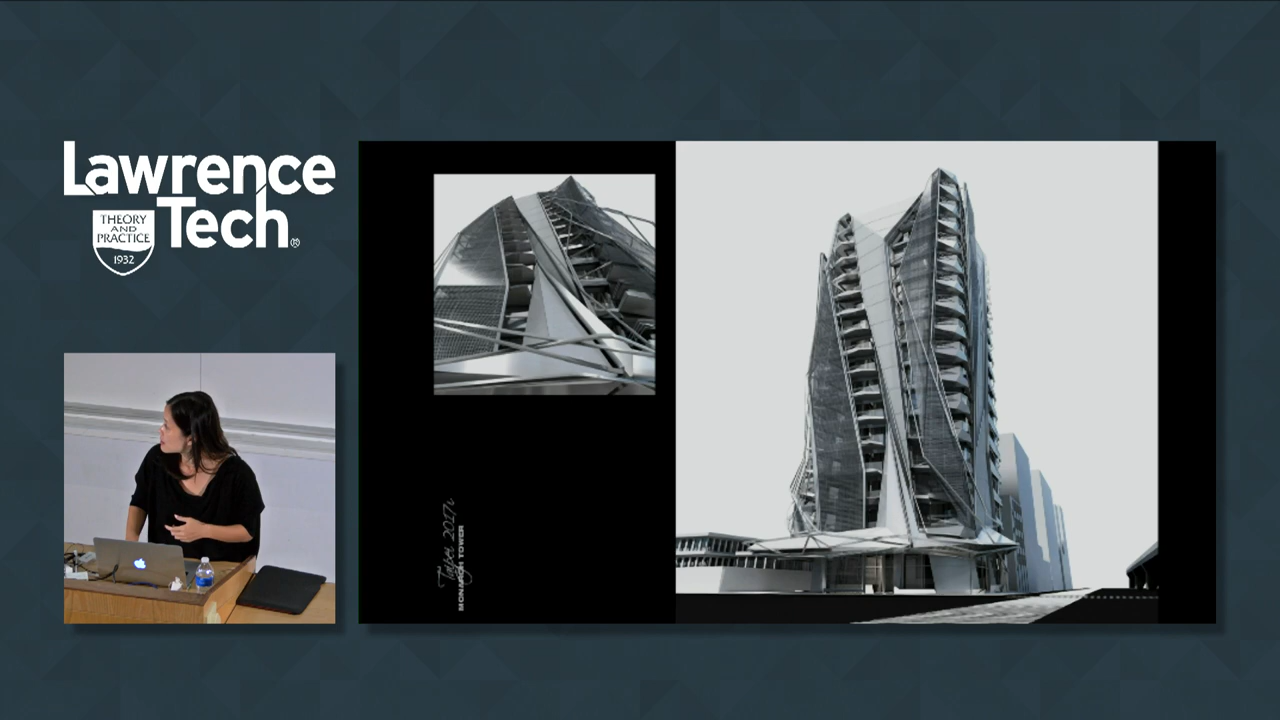 Lawrence
Tech®
THEORY
AND
PRACTICE
1932
MONARCH TOWER